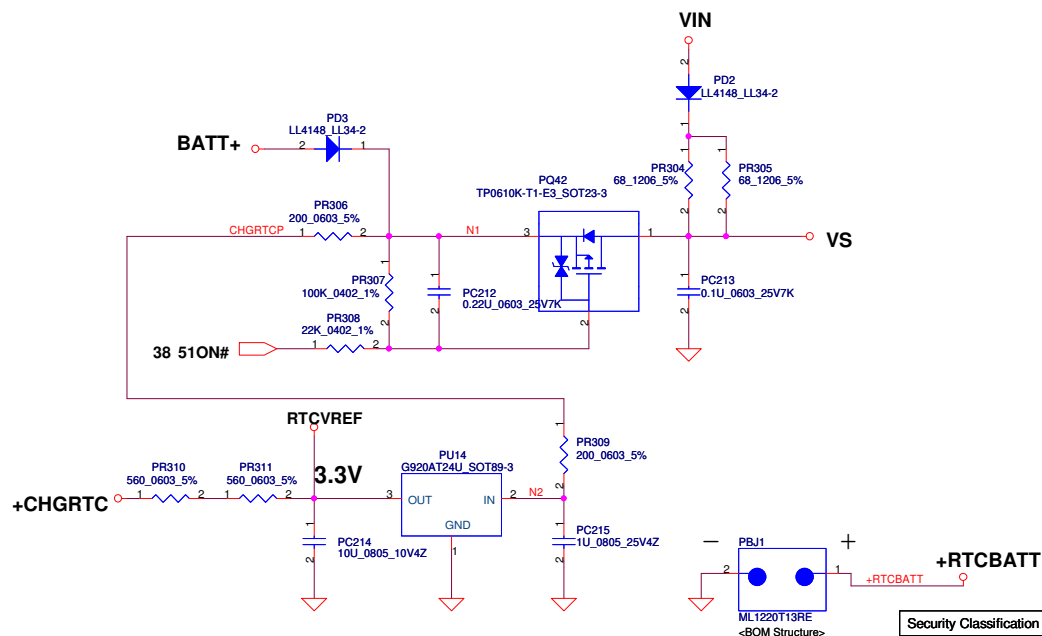 VIN
2
PD2
LL4148_LL34-2
1
PD3
LL4148_LL34-2
BATT+
2
1
1
1
PR304
68_1206_5%
PR305
68_1206_5%
2
2
PQ42
TP0610K-T1-E3_SOT23-3
PR306
200_0603_5%
CHGRTCP
1
2
N1
3
1
VS
1
PR307
100K_0402_1%
2
1
PC212
0.22U_0603_25V7K
2
1
PC213
0.1U_0603_25V7K
2
2
PR308
22K_0402_1%
38 51ON#
1
2
RTCVREF
1
PR309
200_0603_5%
2
PR310
560_0603_5%
PR311
560_0603_5%
3.3V
PU14
G920AT24U_SOT89-3
+CHGRTC
1
2
1
2
3
OUT
IN
2
N2
GND
1
1
PC214
10U_0805_10V4Z
2
1
PC215
1U_0805_25V4Z
2
−
PBJ1
+
2
1
+RTCBATT
+RTCBATT
ML1220T13RE
<BOM Structure>
Security Classification